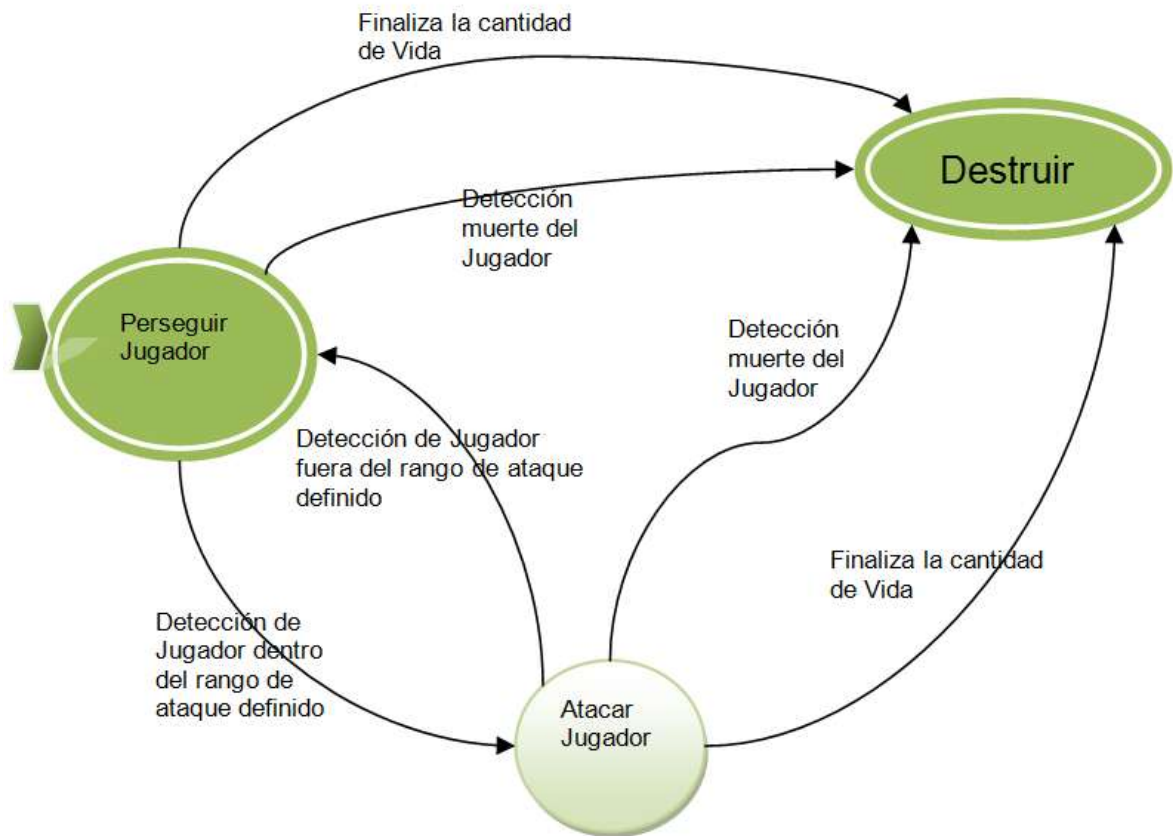 Finaliza la cantidad
de Vida
Destruir
Detección
muerte del
Jugador
Perseguir
Jugador
Detección
muerte del
Jugador
Detección de Jugador
fuera del rango de ataque
definido
Finaliza la cantidad
de Vida
Detección de
Jugador dentro
del rango de
ataque definido
Atacar
Jugador